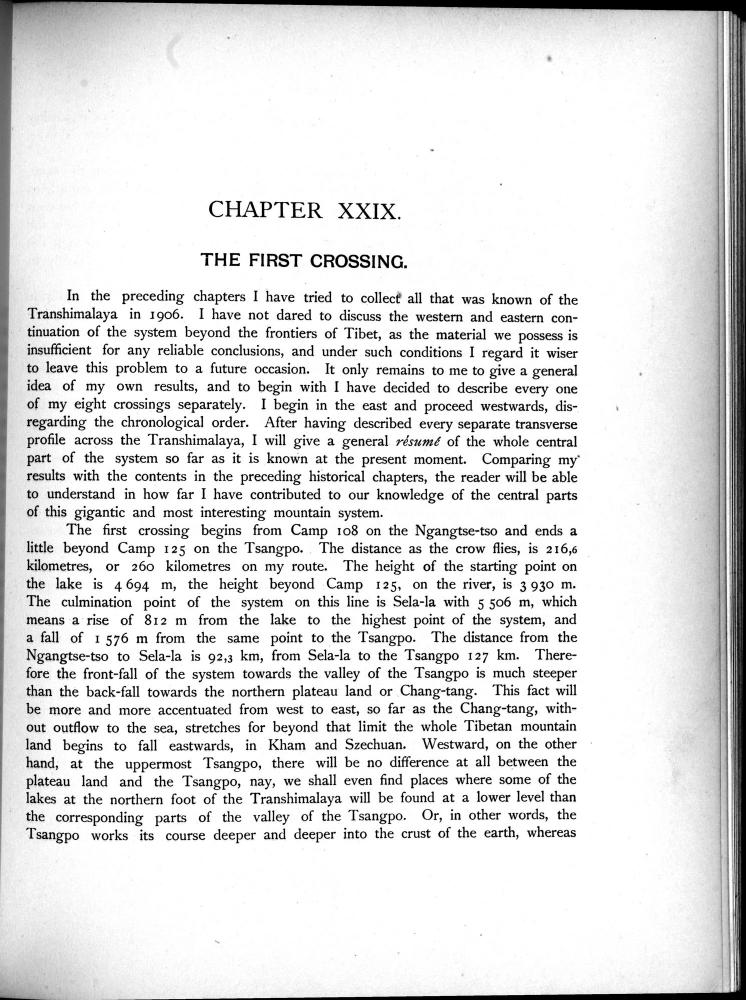 CHAPTER XXIX.
THE FIRST CROSSING.
In the preceding chapters I have tried to collect all that was known of the
Transhimalaya in 1906. I have not dared to discuss the western and eastern con-
tinuation of the system beyond the frontiers of Tibet, as the material we possess is
insufficient for any reliable conclusions, and under such conditions I regard it wiser
to leave this problem to a future occasion. It only remains to me to give a general
idea of my own results, and to begin with I have decided to describe every one
of my eight crossings separately. I begin in the east and proceed westwards, dis-
regarding the chronological order. After having described every separate transverse
profile across the Transhimalaya, I will give a general résumé of the whole central
part of the system so far as it is known at the present moment. Comparing my
results with the contents in the preceding historical chapters, the reader will be able
to understand in how far I have contributed to our knowledge of the central parts
of this gigantic and most interesting mountain system.
The first crossing begins from Camp 108 on the Ngangtse-tso and ends a
little beyond Camp 125 on the Tsangpo. The distance as the crow flies, is 216,6
kilometres, or 260 kilometres on my route. The height of the starting point on
the lake is 4 694 m, the height beyond Camp 125, on the river, is 3 930 m.
The culmination point of the system on this line is Sela-la with 5 506 m, which
means a rise of 812 m from the lake to the highest point of the system, and
a fall of 1 576 m from the same point to the Tsangpo. The distance from the
Ngangtse-tso to Sela-la is 92,3 km, from Sela-la to the Tsangpo 127 km. There-
fore the front-fall of the system towards the valley of the Tsangpo is much steeper
than the back-fall towards the northern plateau land or Chang-tang. This fact will
be more and more accentuated from west to east, so far as the Chang-tang, with-
out outflow to the sea, stretches for beyond that limit the whole Tibetan mountain
land begins to fall eastwards, in Kham and Szechuan. Westward, on the other
hand, at the uppermost Tsangpo, there will be no difference at all between the
plateau land and the Tsangpo, nay, we shall even find places where some of the
lakes at the northern foot of the Transhimalaya will be found at a lower level than
the corresponding parts of the valley of the Tsangpo. Or, in other words, the
Tsangpo works its course deeper and deeper into the crust of the earth, whereas